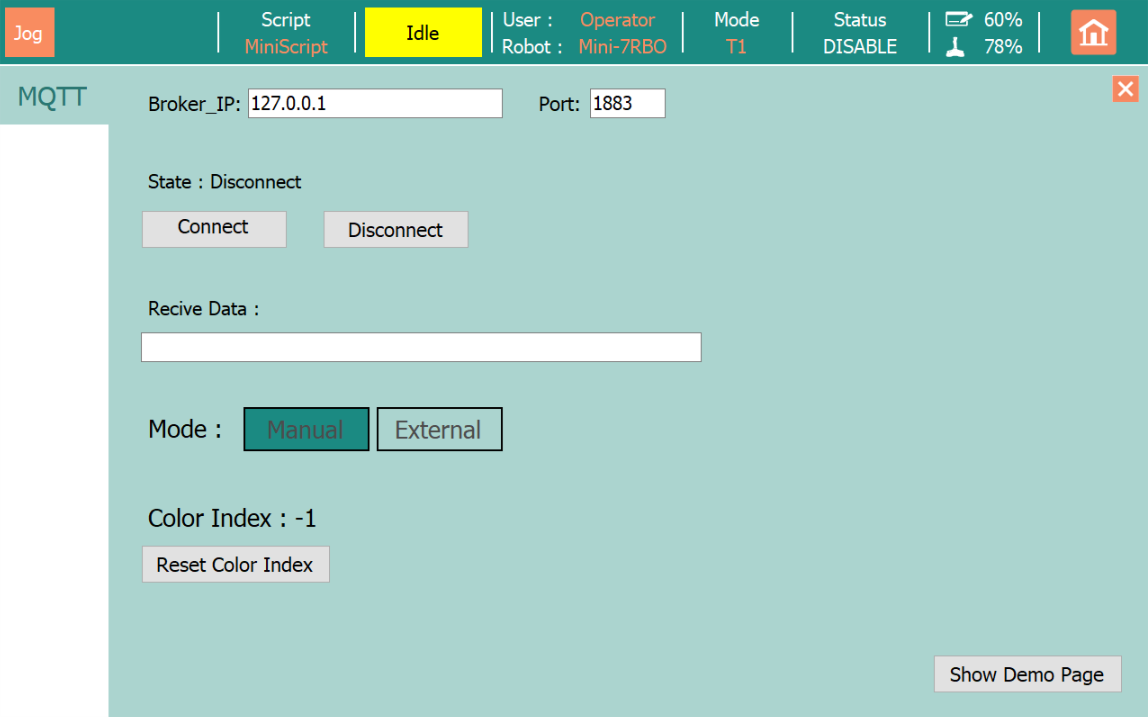 Jog
Script
MiniScript
Idle
User : Operator
Robot : Mini-7RBO
Mode
T1
Status
DISABLE
60%
78%
MQTT
Broker_IP: 127.0.0.1 Port: 1883
State : Disconnect
Connect Disconnect
Recive Data :
Mode : Manual External
Color Index : -1
Reset Color Index
Show Demo Page